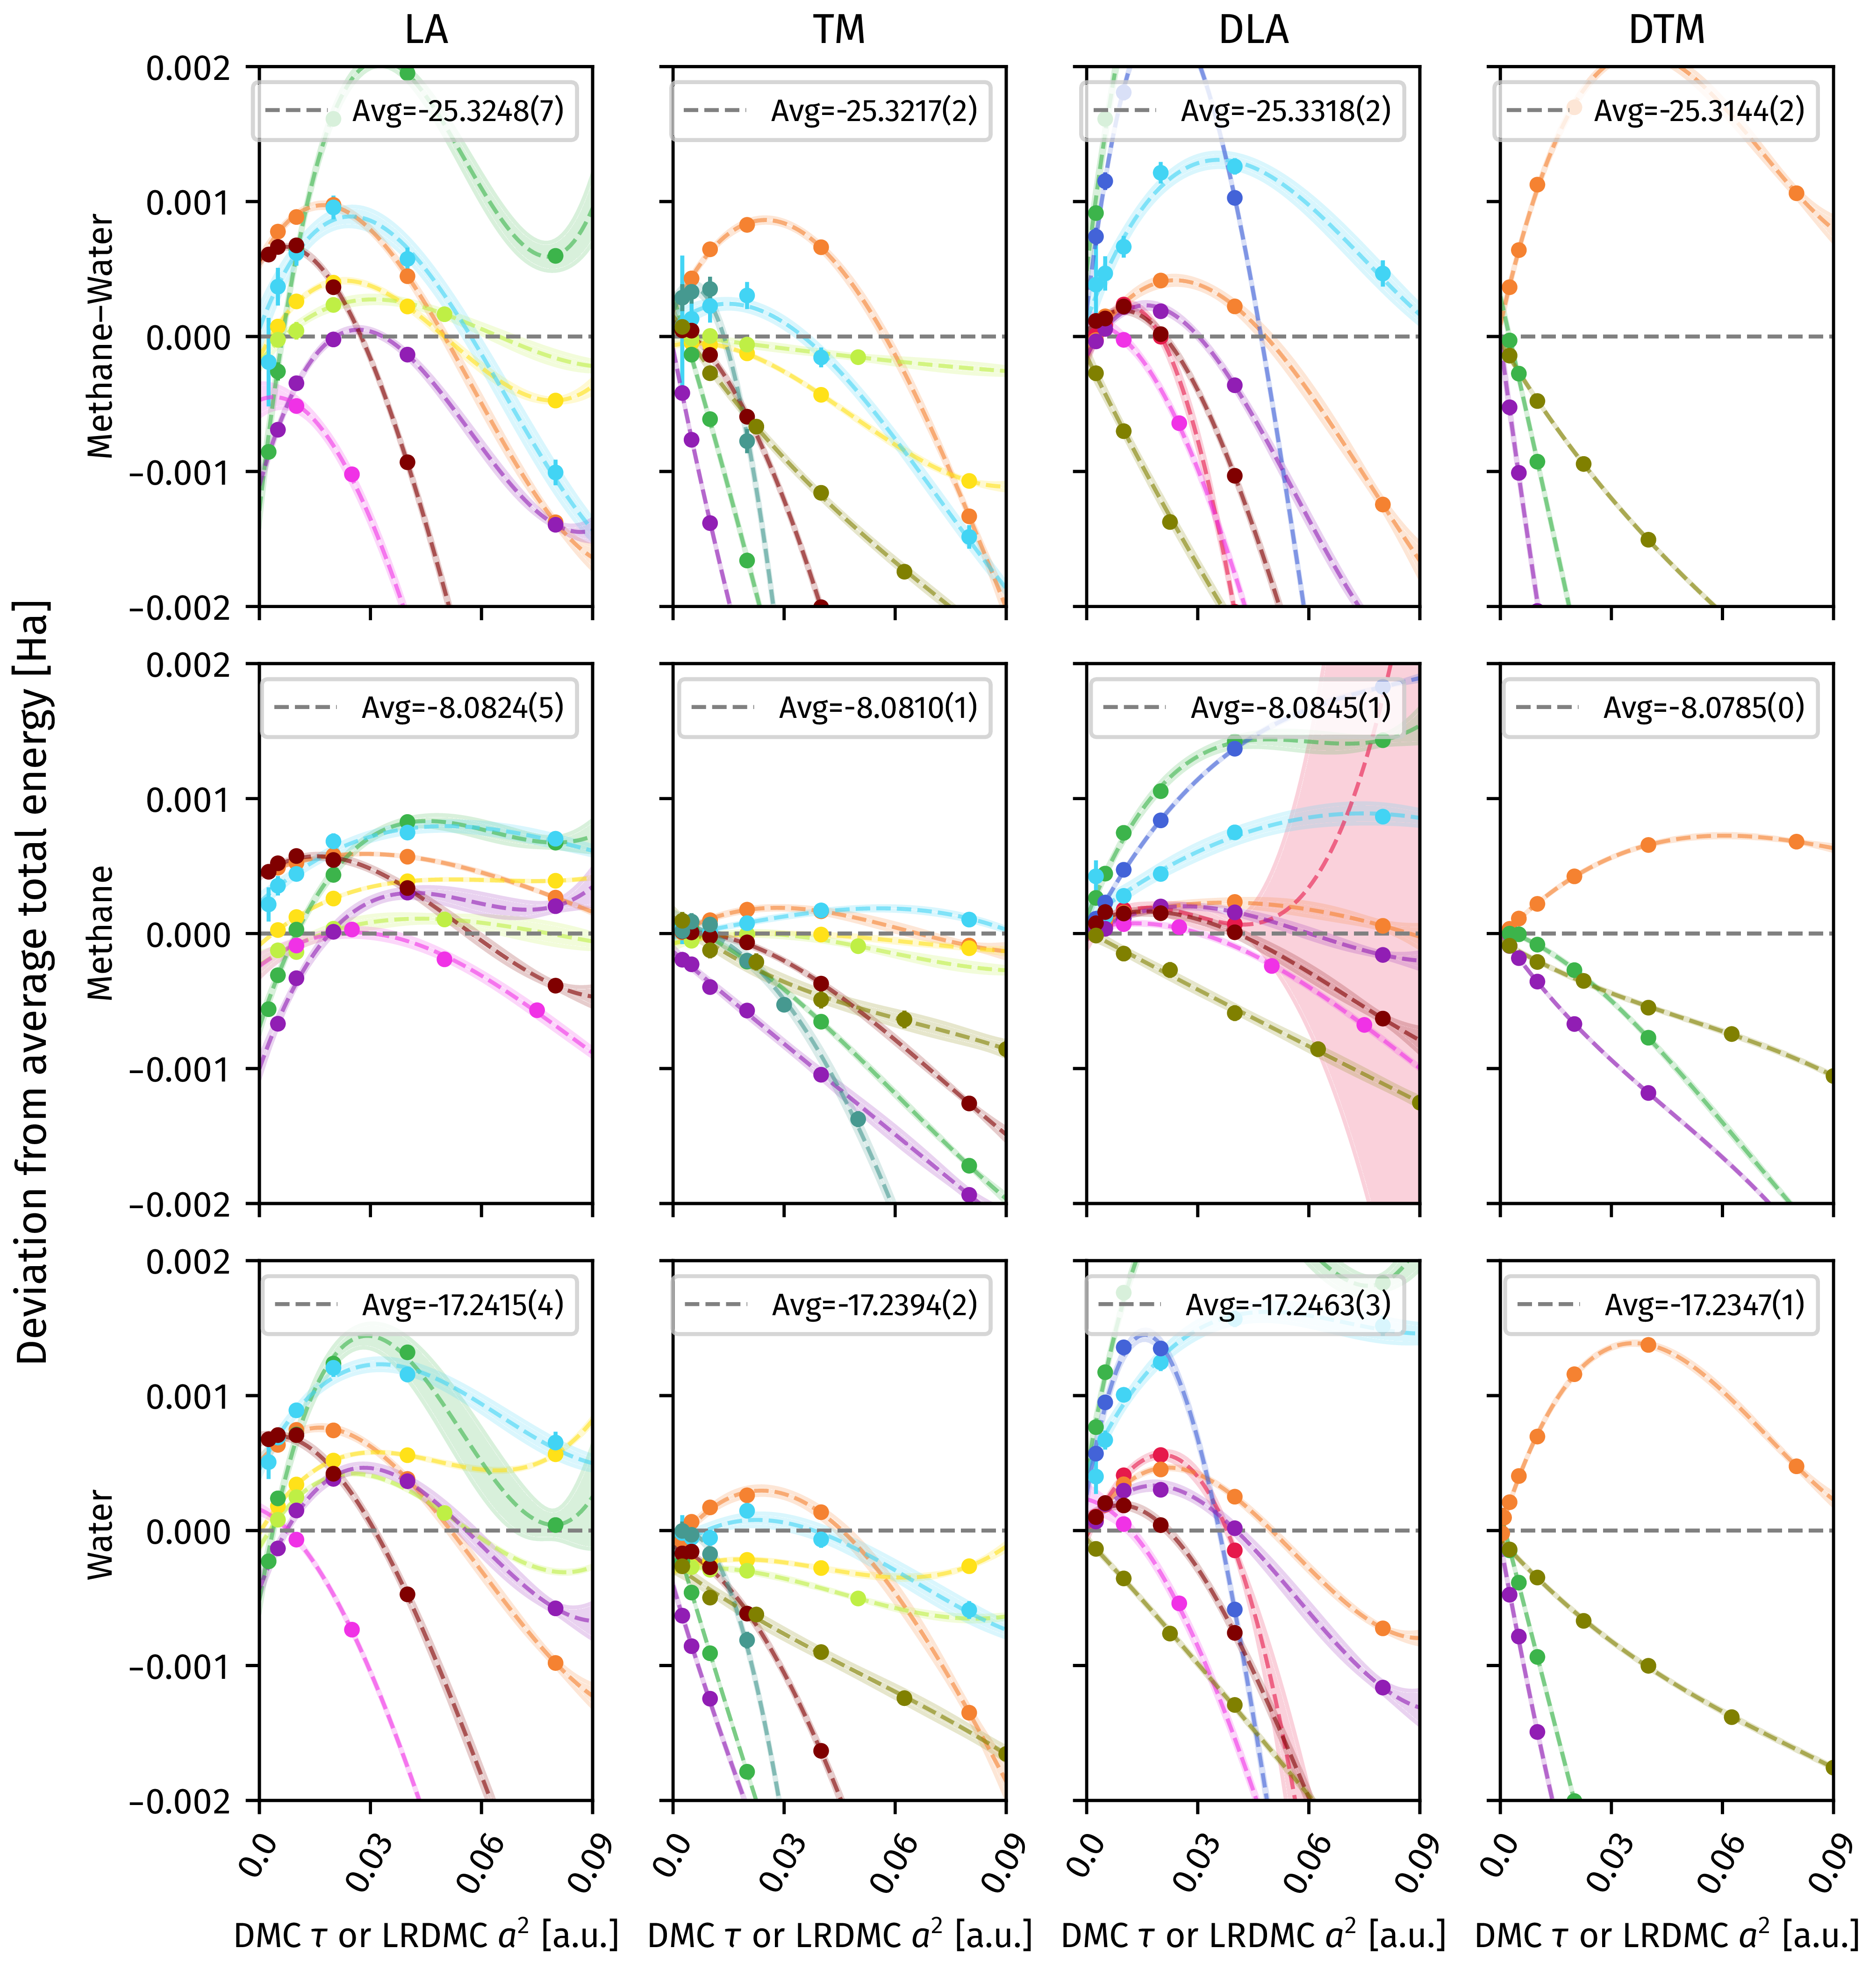 LA TM DLA DTM
Deviation from average total energy [Ha]
Methane–Water
0.002
0.001
0.000
−0.001
−0.002
Avg=-25.3248(7)
Avg=-25.3217(2)
Avg=-25.3318(2)
Avg=-25.3144(2)
Methane
0.002
0.001
0.000
−0.001
−0.002
Avg=-8.0824(5)
Avg=-8.0810(1)
Avg=-8.0845(1)
Avg=-8.0785(0)
Water
0.002
0.001
0.000
−0.001
−0.002
Avg=-17.2415(4)
Avg=-17.2394(2)
Avg=-17.2463(3)
Avg=-17.2347(1)
0.0 0.03 0.06 0.09
0.0 0.03 0.06 0.09
0.0 0.03 0.06 0.09
0.0 0.03 0.06 0.09
DMC τ or LRDMC a² [a.u.]
DMC τ or LRDMC a² [a.u.]
DMC τ or LRDMC a² [a.u.]
DMC τ or LRDMC a² [a.u.]